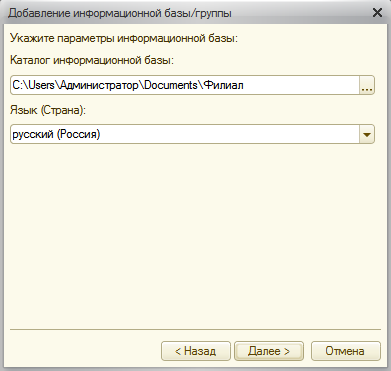 Добавление информационной базы/группы
Укажите параметры информационной базы:
Каталог информационной базы:
C:\Users\Администратор\Documents\Филиал
...
Язык (Страна):
русский (Россия)
< Назад Далее > Отмена